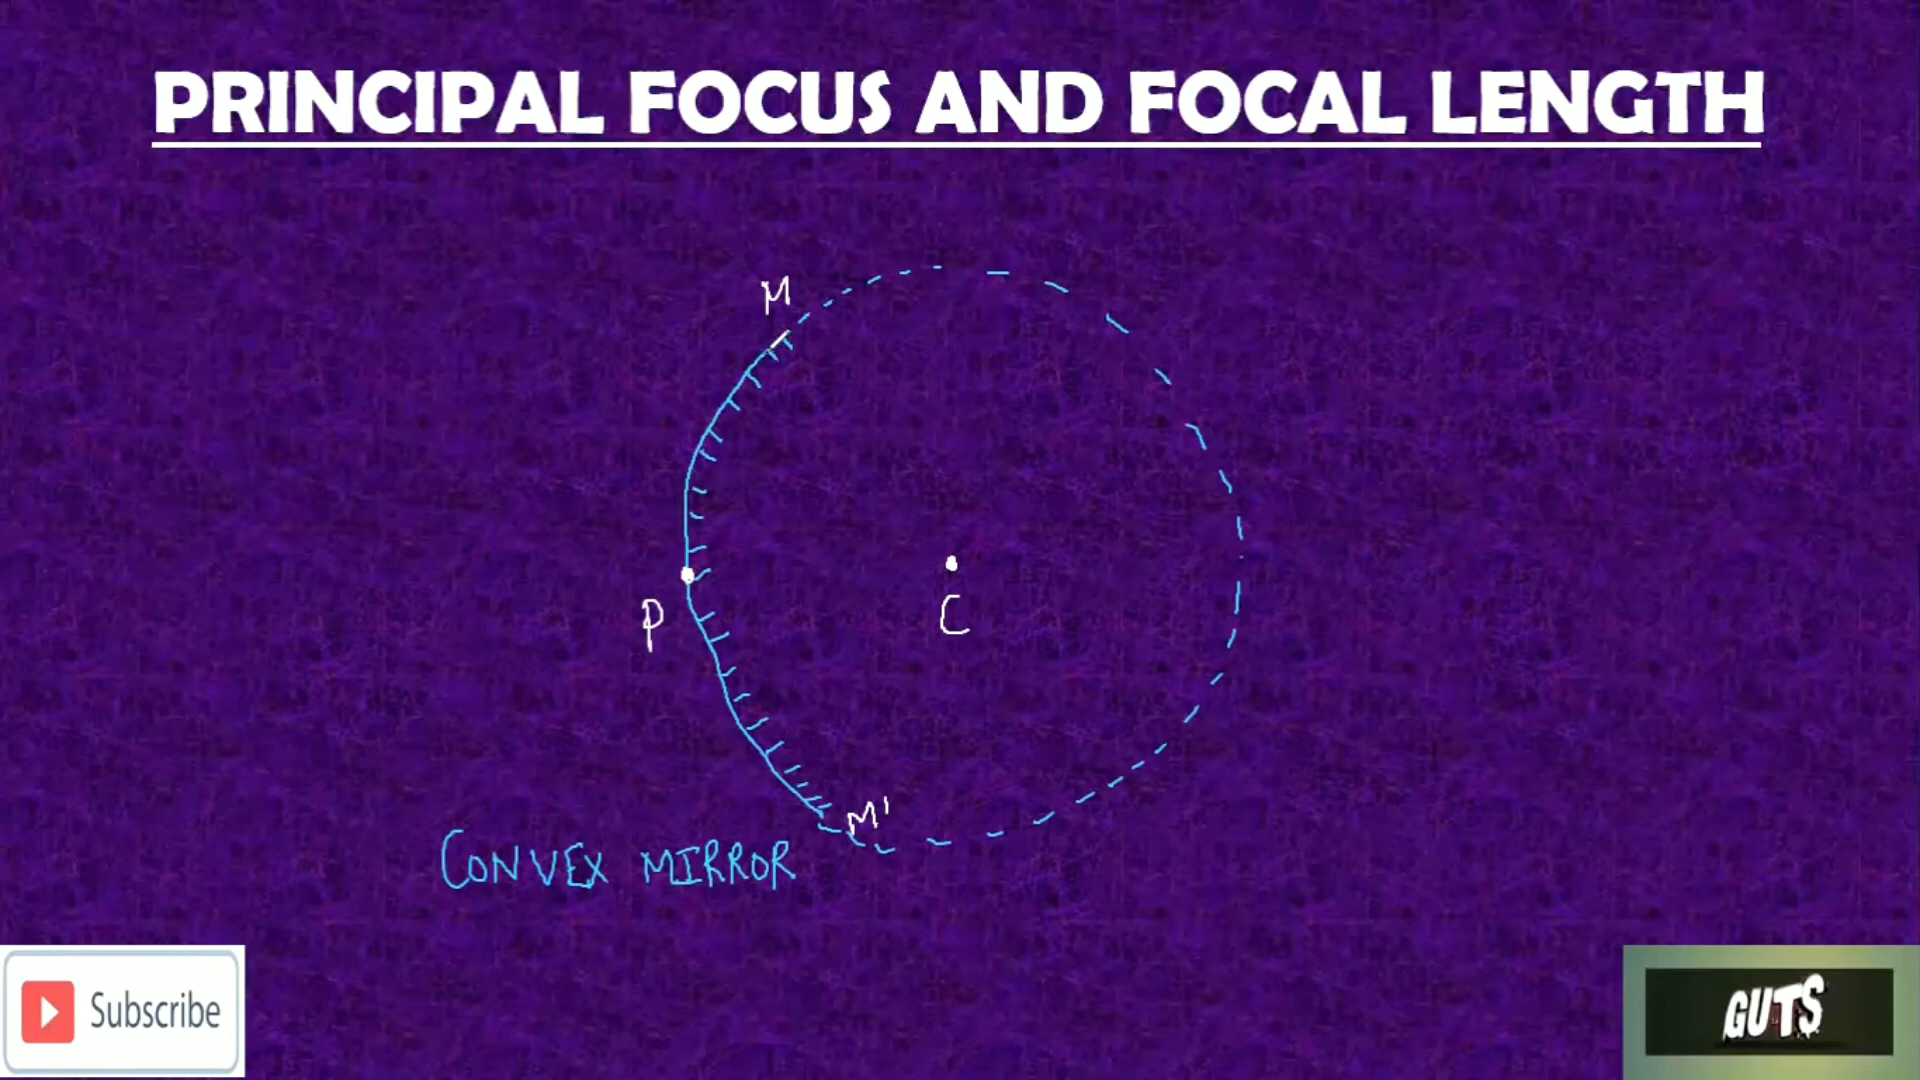 PRINCIPAL FOCUS AND FOCAL LENGTH
M
P
C
M'
CONVEX MIRROR
Subscribe
GUTS